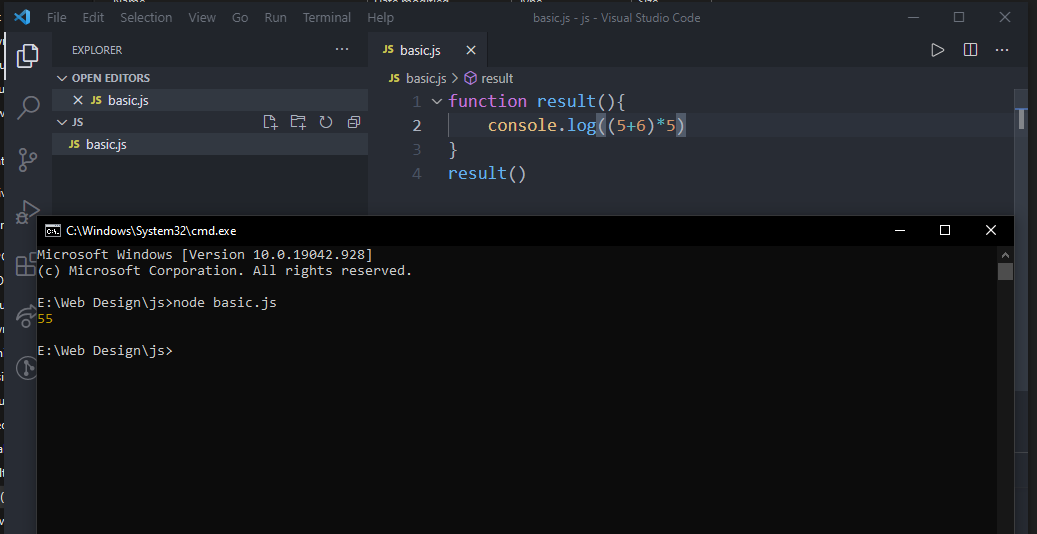 File Edit Selection View Go Run Terminal Help basic.js - js - Visual Studio Code
EXPLORER
OPEN EDITORS
JS basic.js
JS
JS basic.js
JS basic.js
JS basic.js > result
1 function result(){
2 console.log((5+6)*5)
3 }
4 result()
C:\Windows\System32\cmd.exe
Microsoft Windows [Version 10.0.19042.928]
(c) Microsoft Corporation. All rights reserved.
E:\Web Design\js>node basic.js
55
E:\Web Design\js>